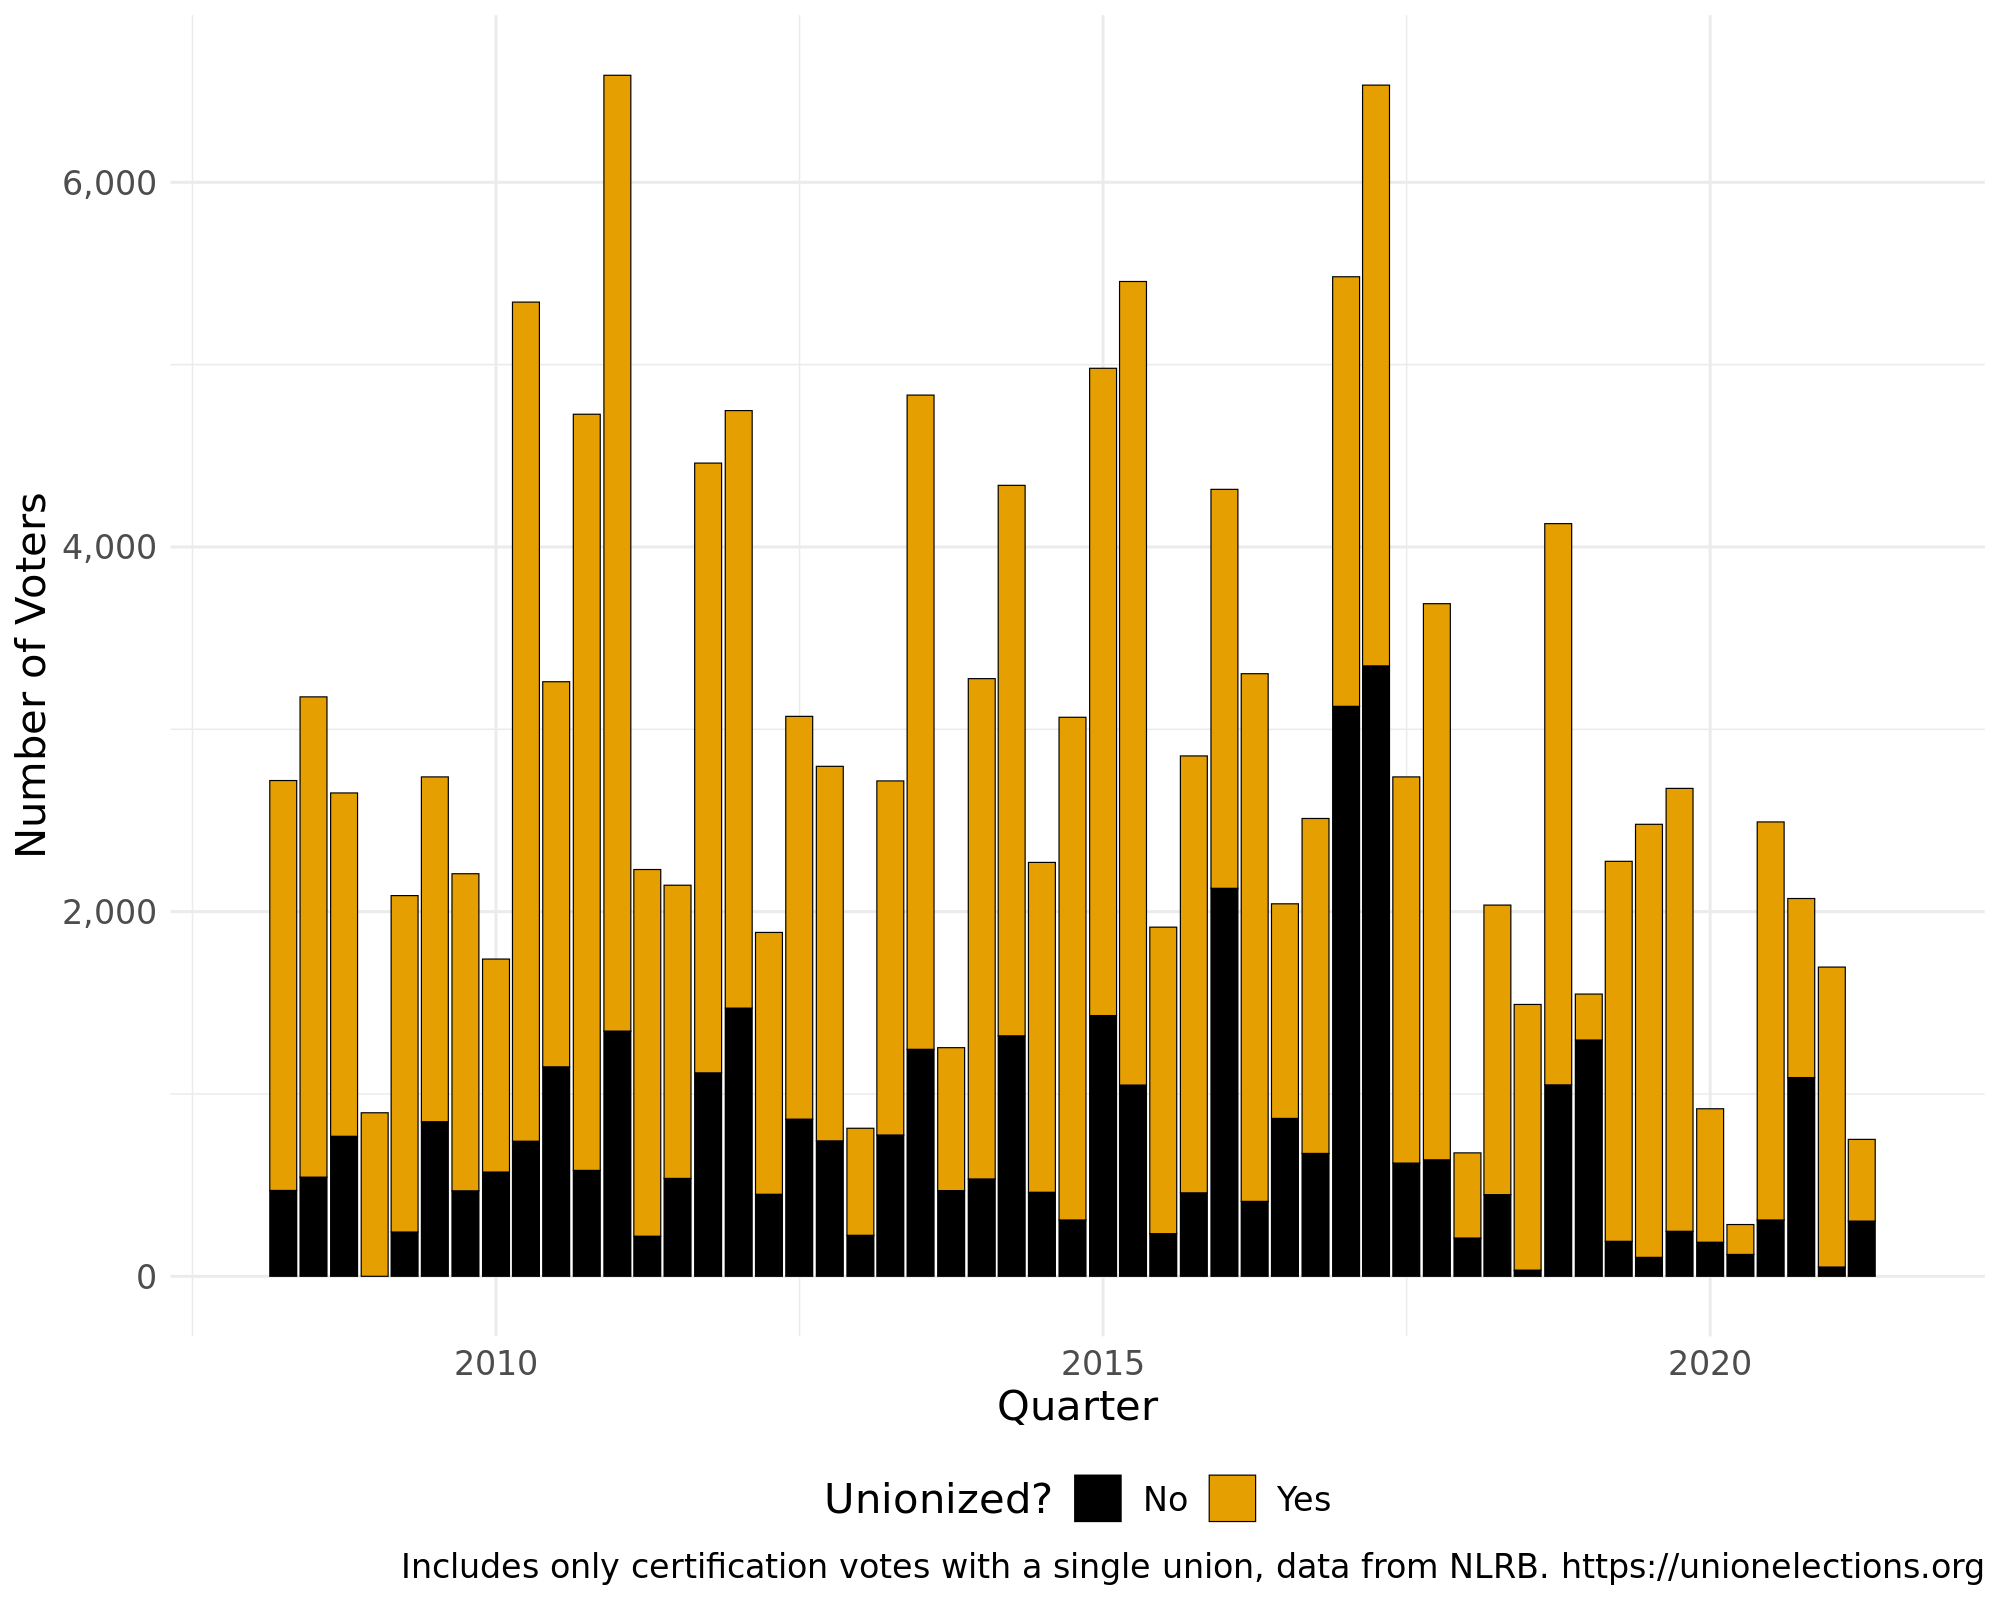 6,000
4,000
2,000
0
Number of Voters
2010
2015
2020
Quarter
Unionized? No Yes
Includes only certification votes with a single union, data from NLRB. https://unionelections.org